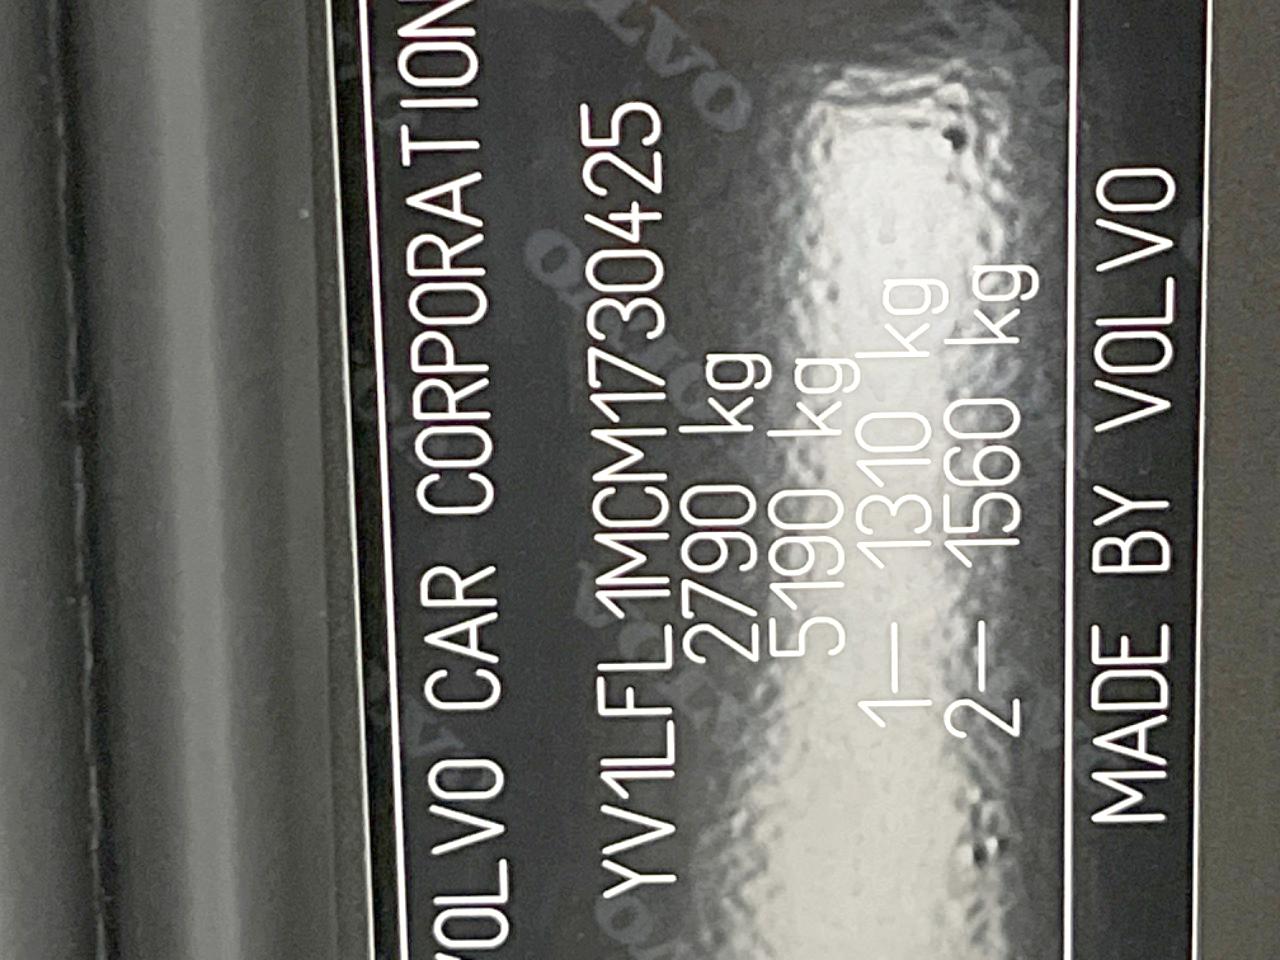 VOLVO CAR CORPORATION
YV1LFL1MCM1730425
2790 kg
5190 kg
1– 1310 kg
2– 1560 kg
MADE BY VOLVO